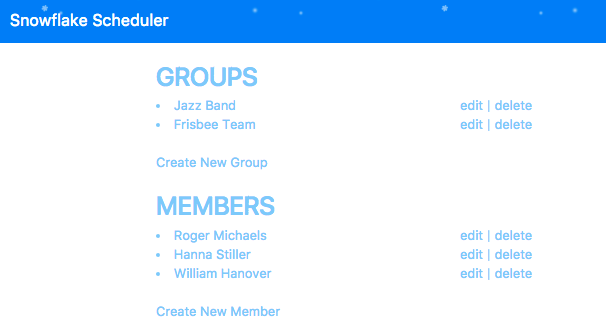 Snowflake Scheduler
GROUPS
• Jazz Band edit | delete
• Frisbee Team edit | delete
Create New Group
MEMBERS
• Roger Michaels edit | delete
• Hanna Stiller edit | delete
• William Hanover edit | delete
Create New Member